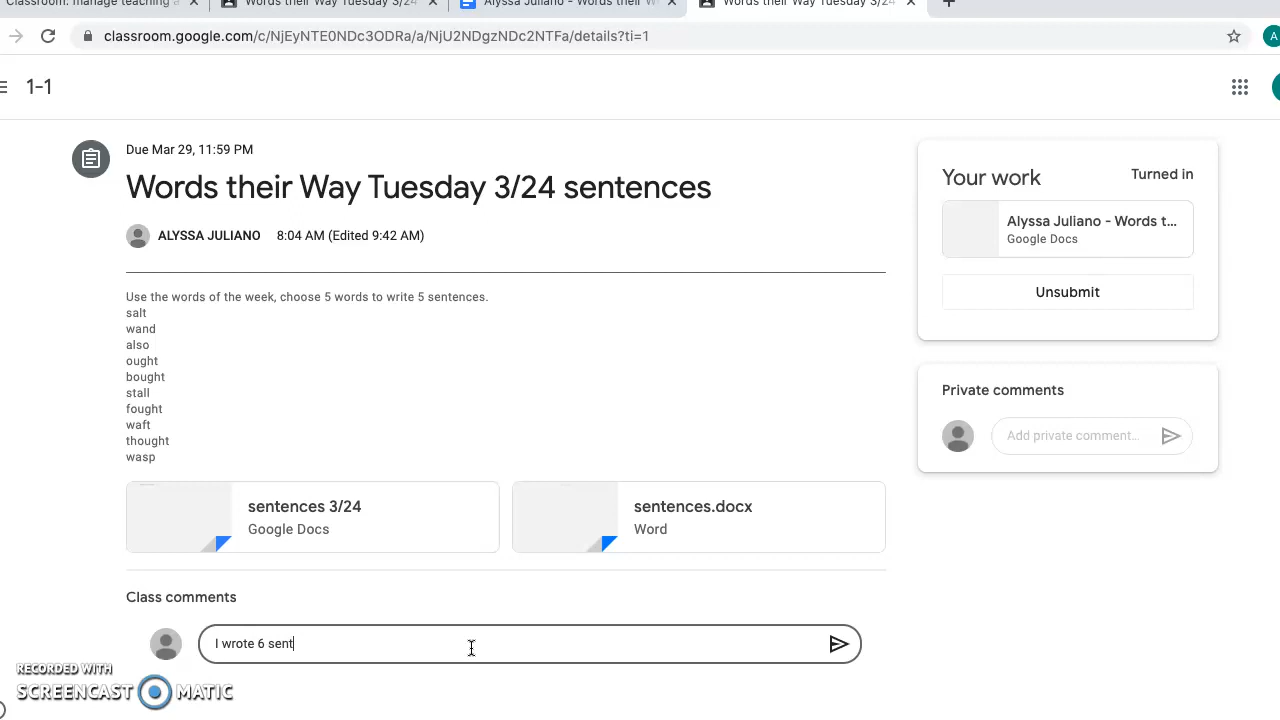 Classroom: manage teaching a
Words their Way Tuesday 3/24
Alyssa Juliano - Words their W
Words their Way Tuesday 3/24
classroom.google.com/c/NjEyNTE0NDc3ODRa/a/NjU2NDgzNDc2NTFa/details?ti=1
A
1-1
Due Mar 29, 11:59 PM
Words their Way Tuesday 3/24 sentences
ALYSSA JULIANO 8:04 AM (Edited 9:42 AM)
Use the words of the week, choose 5 words to write 5 sentences.
salt
wand
also
ought
bought
stall
fought
waft
thought
wasp
sentences 3/24
Google Docs
sentences.docx
Word
Class comments
I wrote 6 sent
Your work
Turned in
Alyssa Juliano - Words t...
Google Docs
Unsubmit
Private comments
Add private comment...
RECORDED WITH
SCREENCAST MATIC